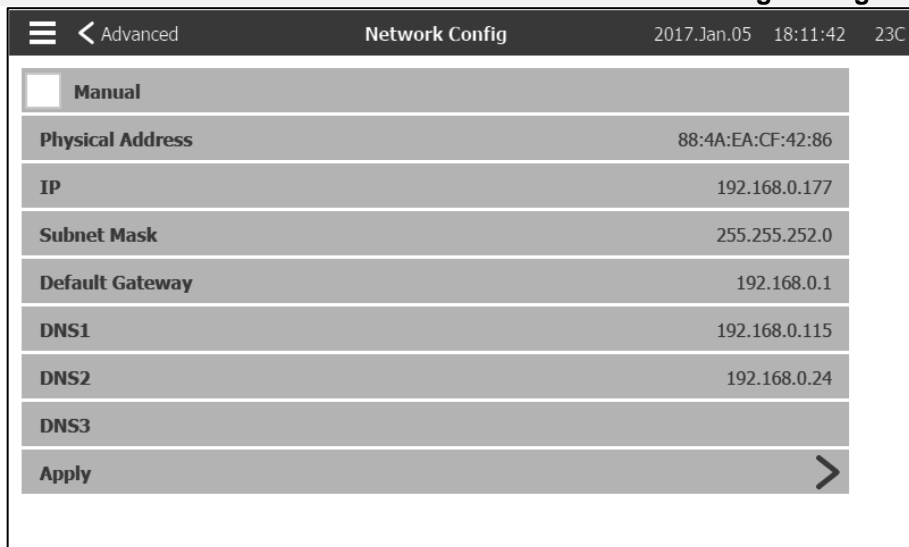 Advanced Network Config 2017.Jan.05 18:11:42 23C
Manual
Physical Address 88:4A:EA:CF:42:86
IP 192.168.0.177
Subnet Mask 255.255.252.0
Default Gateway 192.168.0.1
DNS1 192.168.0.115
DNS2 192.168.0.24
DNS3
Apply